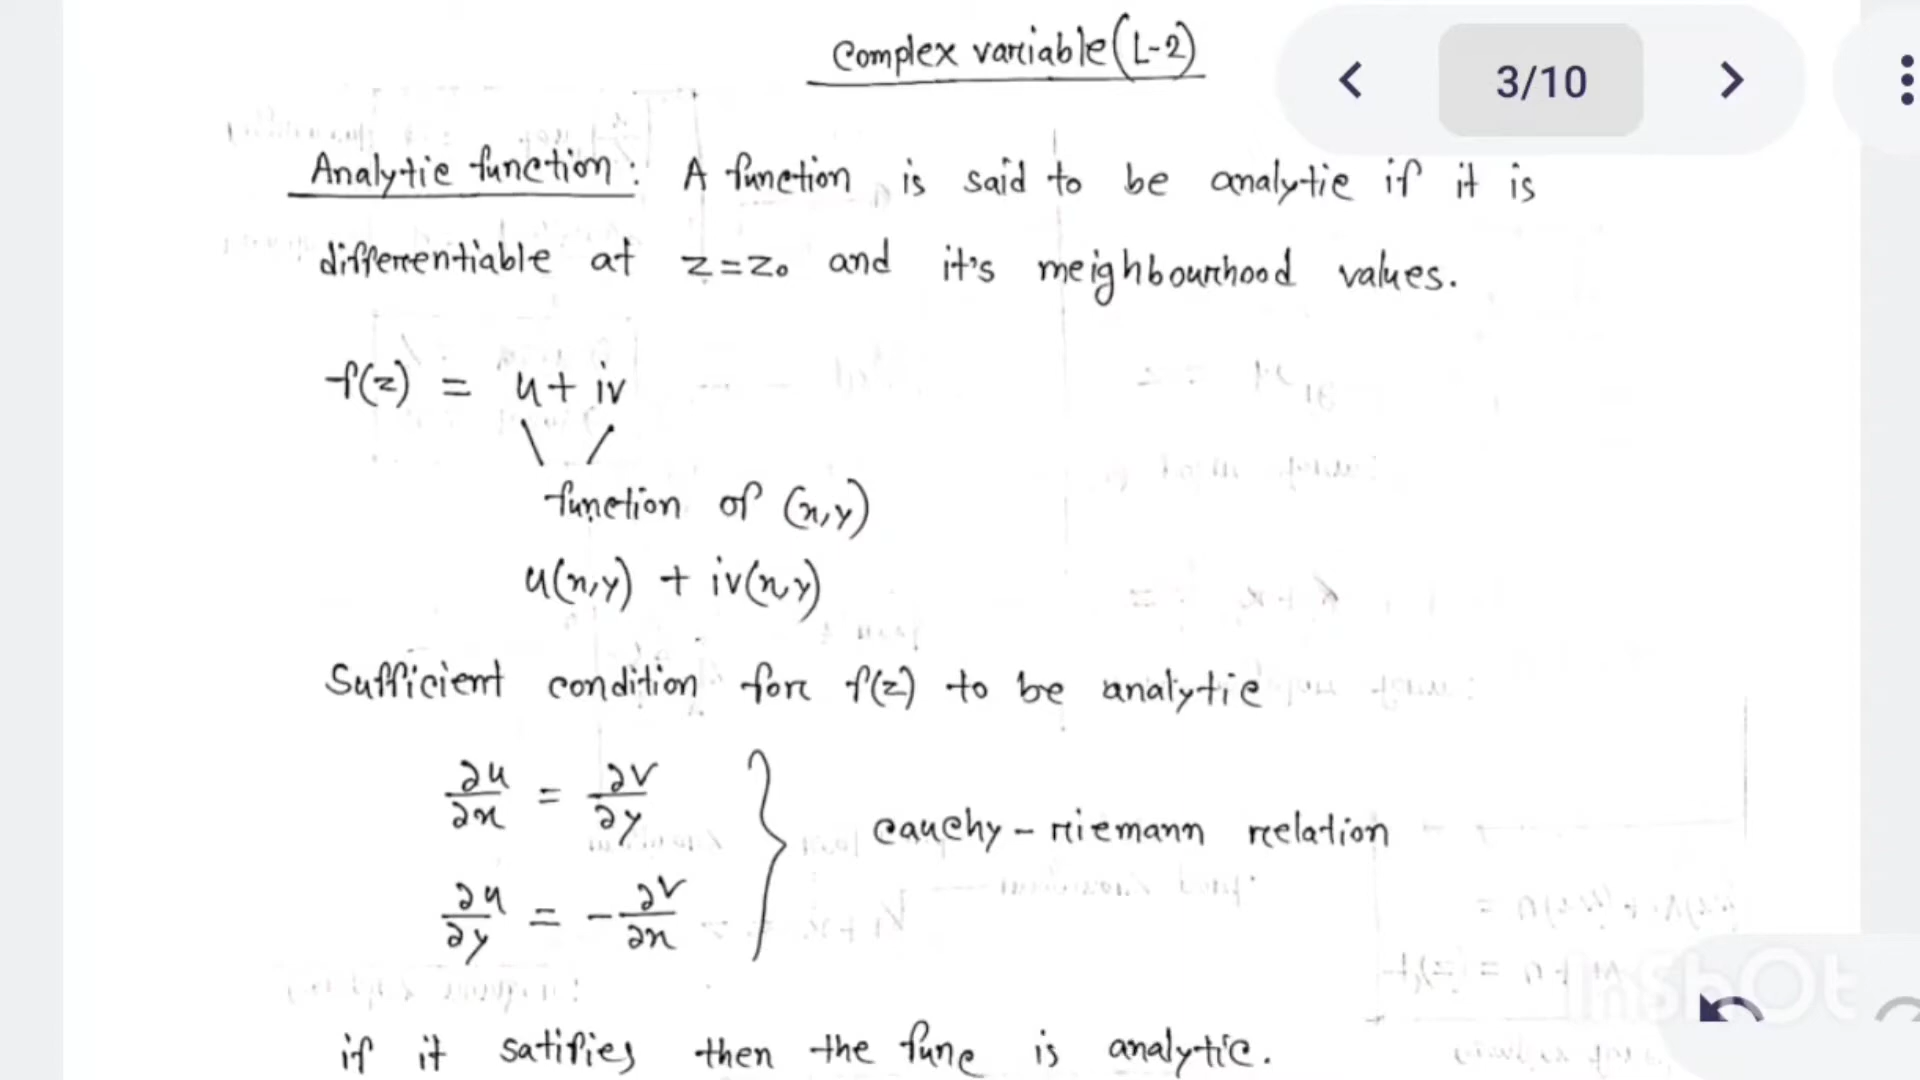 Complex variable (L-2)
3/10
Analytic function : A function is said to be analytic if it is
differentiable at z=z₀ and it's neighbourhood values.
f(z) = u + iv
function of (x,y)
u(x,y) + iv(x,y)
Sufficient condition for f(z) to be analytic
∂u/∂x = ∂v/∂y
cauchy - riemann relation
∂u/∂y = -∂v/∂x
InShOt
if it satifies then the func is analytic.